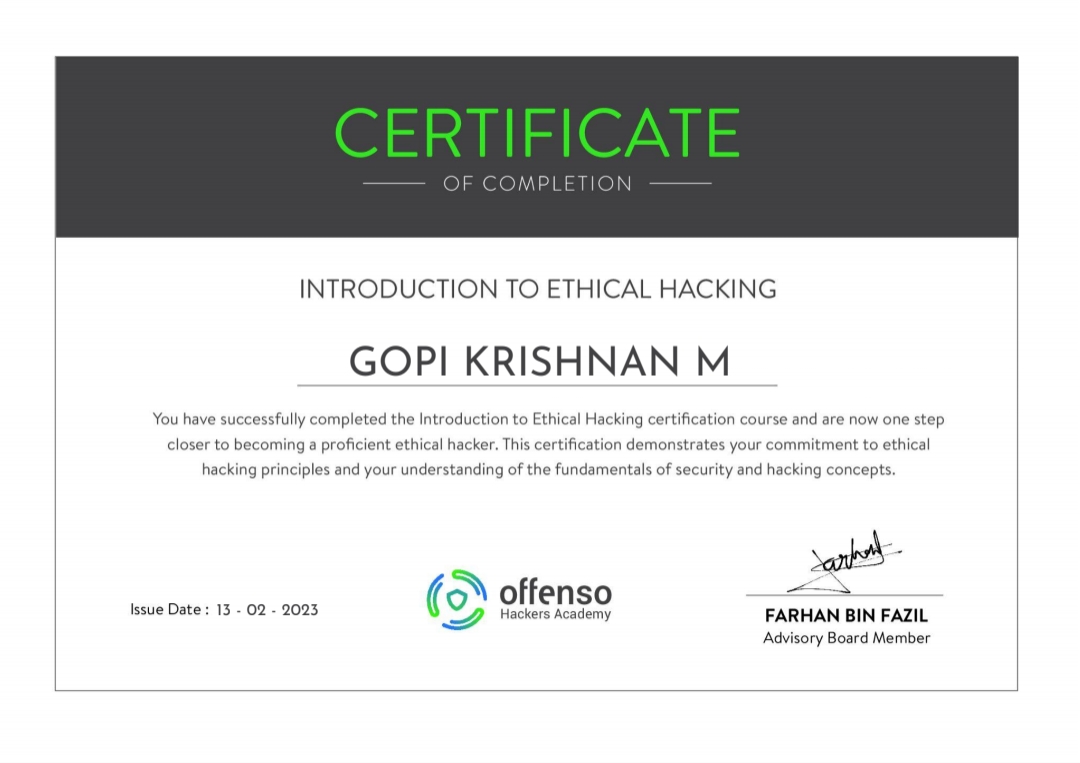 CERTIFICATE
OF COMPLETION
INTRODUCTION TO ETHICAL HACKING
GOPI KRISHNAN M
You have successfully completed the Introduction to Ethical Hacking certification course and are now one step
closer to becoming a proficient ethical hacker. This certification demonstrates your commitment to ethical
hacking principles and your understanding of the fundamentals of security and hacking concepts.
Issue Date : 13 - 02 - 2023
offenso
Hackers Academy
farhan
FARHAN BIN FAZIL
Advisory Board Member